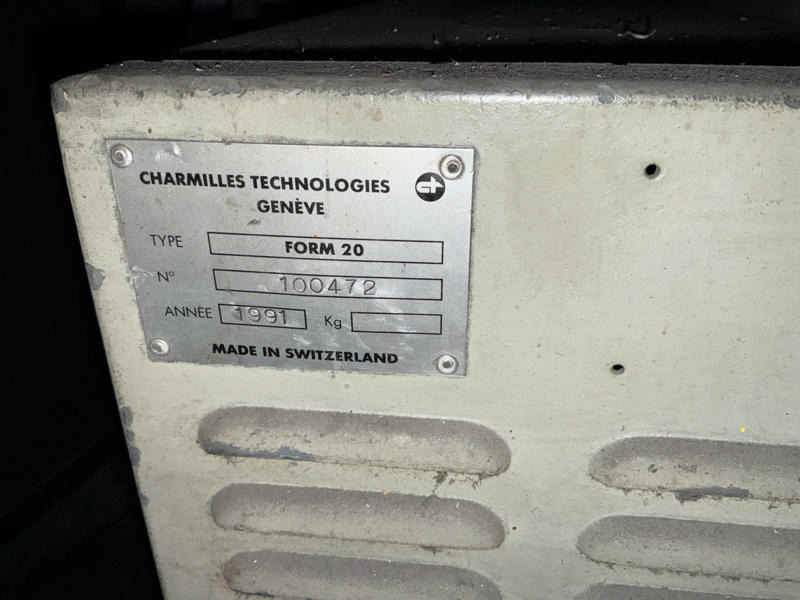 CHARMILLES TECHNOLOGIES
GENÈVE
TYPE FORM 20
N° 100472
ANNÉE 1991 Kg
MADE IN SWITZERLAND